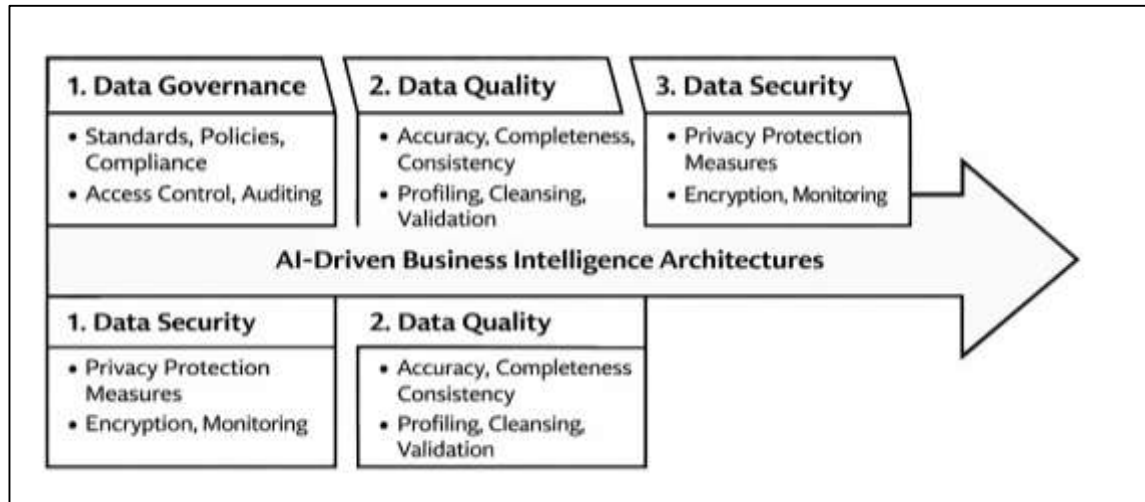 1. Data Governance
• Standards, Policies,
Compliance
• Access Control, Auditing
2. Data Quality
• Accuracy, Completeness,
Consistency
• Profiling, Cleansing,
Validation
3. Data Security
• Privacy Protection
Measures
• Encryption, Monitoring
AI-Driven Business Intelligence Architectures
1. Data Security
• Privacy Protection
Measures
• Encryption, Monitoring
2. Data Quality
• Accuracy, Completeness
Consistency
• Profiling, Cleansing,
Validation